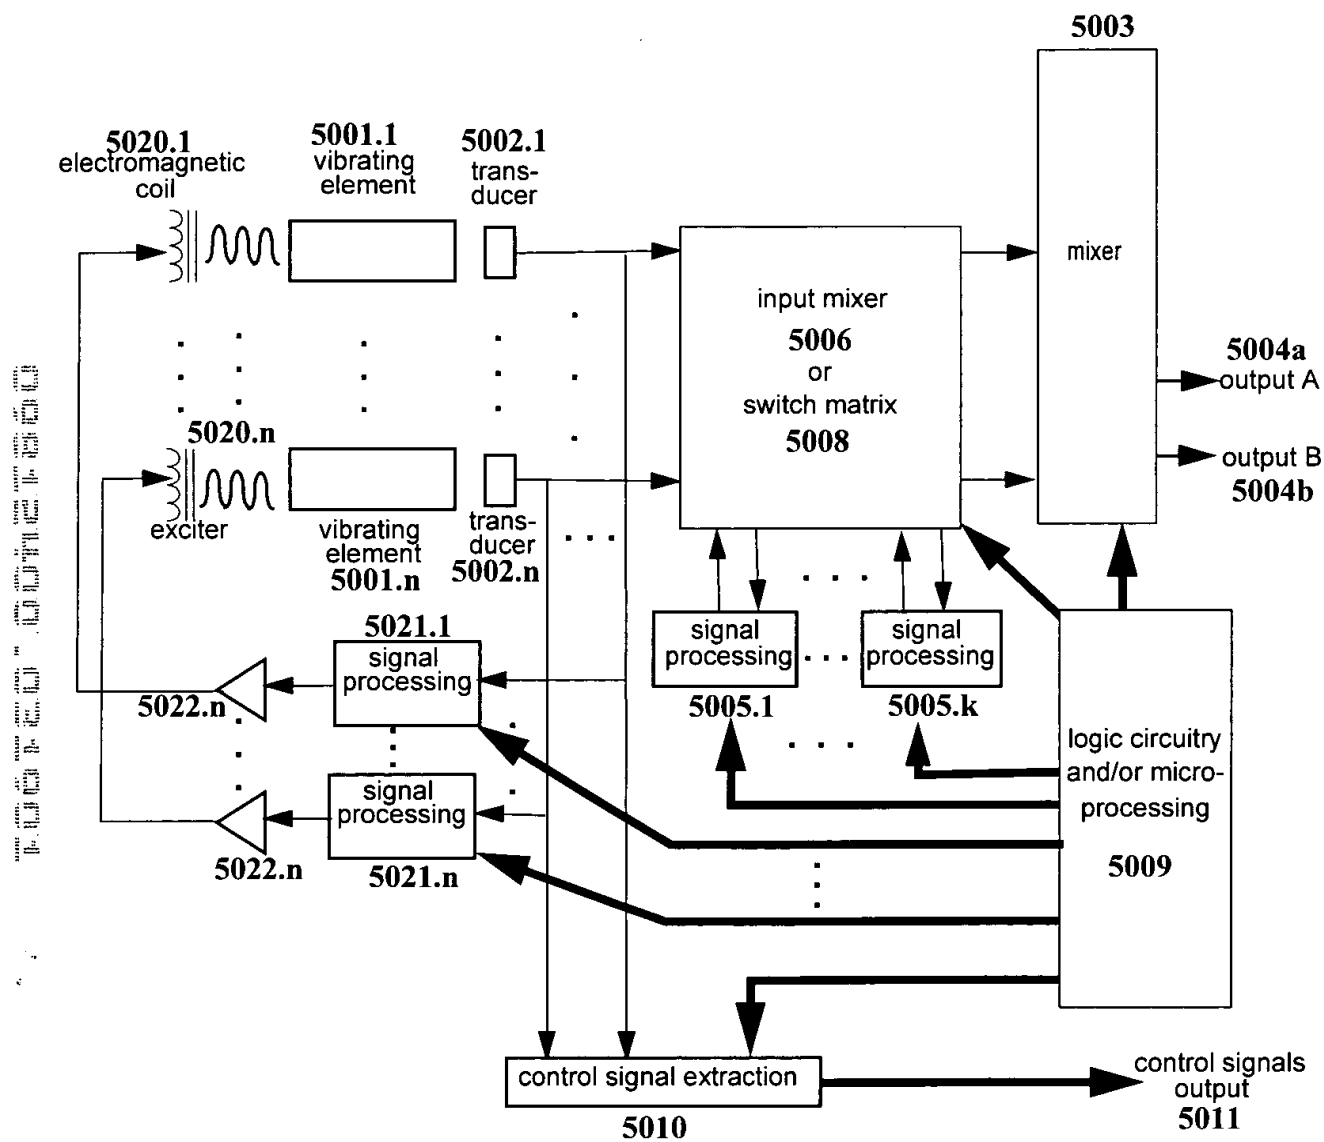 5003
5020.1
electromagnetic
coil
5001.1
vibrating
element
5002.1
trans-
ducer
mixer
input mixer
5006
or
switch matrix
5008
5004a
output A
output B
5004b
5020.n
exciter
vibrating
element
5001.n
trans-
ducer
5002.n
5021.1
signal
processing
5022.n
signal
processing
5021.n
5022.n
signal
processing
5005.1
signal
processing
5005.k
logic circuitry
and/or micro-
processing
5009
control signal extraction
5010
control signals
output
5011